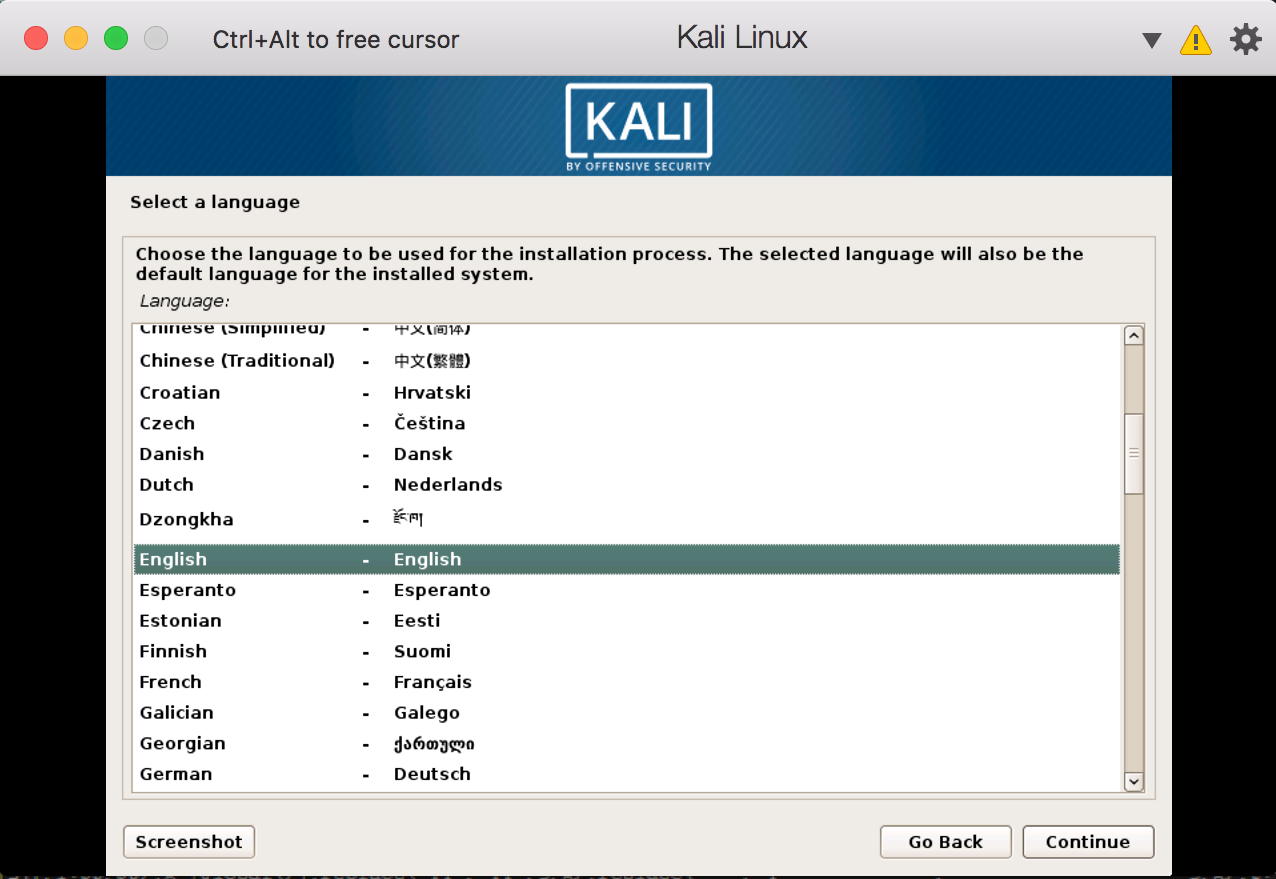 Ctrl+Alt to free cursor Kali Linux
KALI
BY OFFENSIVE SECURITY
Select a language
Choose the language to be used for the installation process. The selected language will also be the
default language for the installed system.
Language:
Chinese (Simplified) - 中文(简体)
Chinese (Traditional) - 中文(繁體)
Croatian - Hrvatski
Czech - Čeština
Danish - Dansk
Dutch - Nederlands
Dzongkha - རྫོང་ཁ།
English - English
Esperanto - Esperanto
Estonian - Eesti
Finnish - Suomi
French - Français
Galician - Galego
Georgian - ქართული
German - Deutsch
Screenshot Go Back Continue